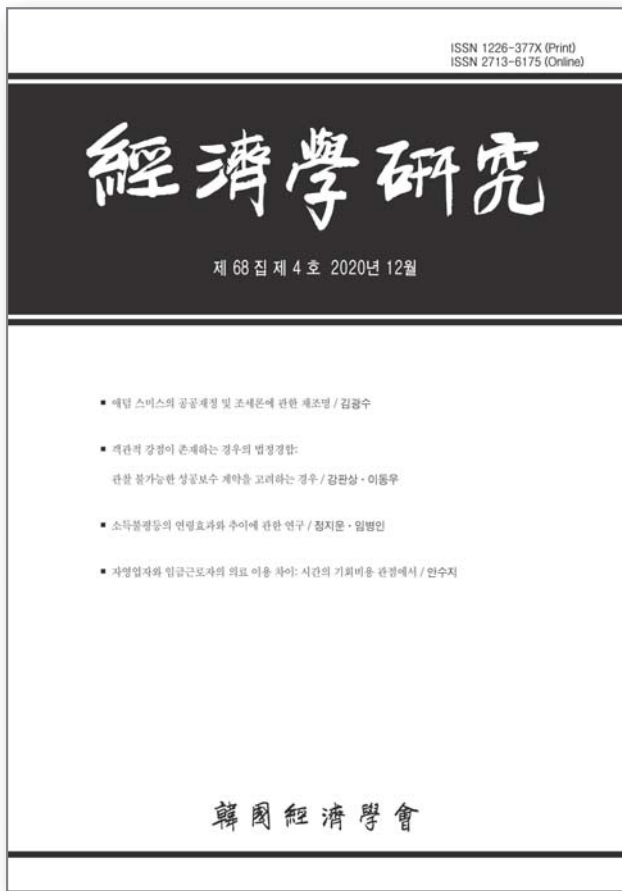 ISSN 1226-377X (Print)
ISSN 2713-6175 (Online)
經濟學研究
제 68 집 제 4 호 2020년 12월
■ 애덤 스미스의 공공재정 및 조세론에 관한 재조명 / 김광수
■ 객관적 강점이 존재하는 경우의 법정경합:
관찰 불가능한 성공보수 계약을 고려하는 경우 / 강판상 · 이동우
■ 소득불평등의 연령효과와 추이에 관한 연구 / 정지운 · 임병인
■ 자영업자와 임금근로자의 의료 이용 차이: 시간의 기회비용 관점에서 / 안수지
韓國經濟學會